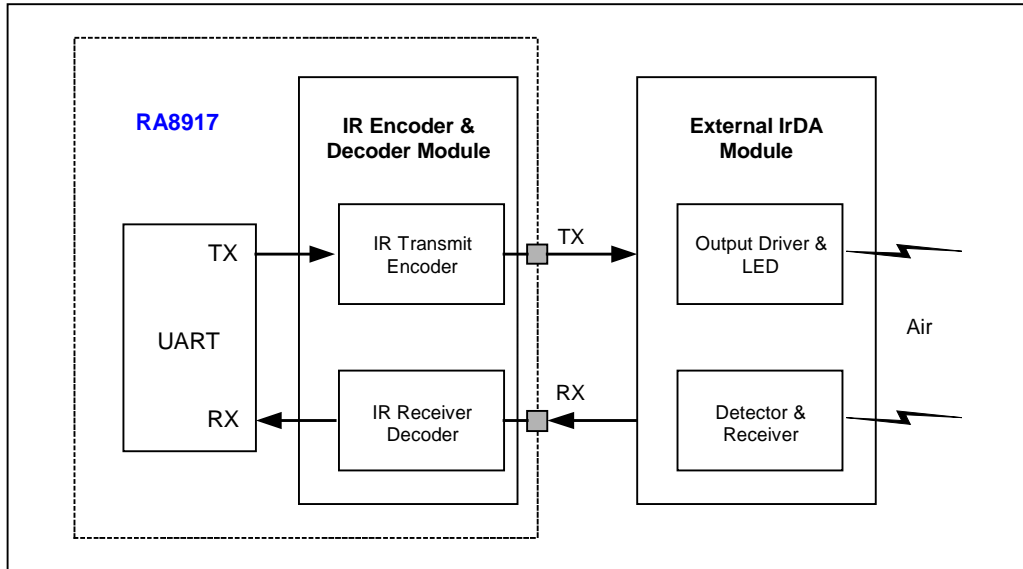 RA8917
IR Encoder &
Decoder Module
External IrDA
Module
TX
IR Transmit
Encoder
TX
Output Driver &
LED
UART
Air
RX
IR Receiver
Decoder
RX
Detector &
Receiver